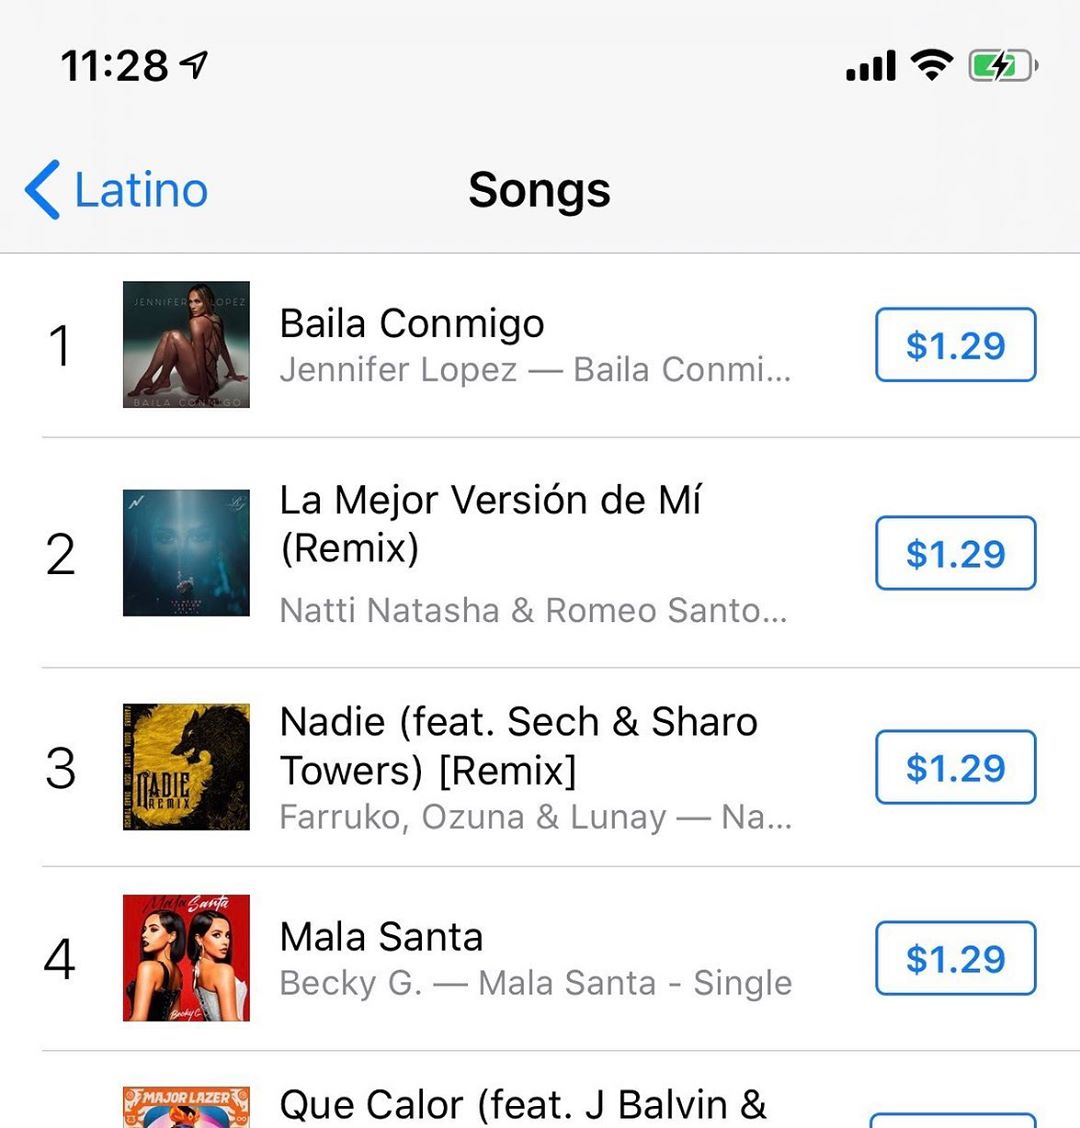 11:28
Latino
Songs
1
JENNIFER LOPEZ
BAILA CONMIGO
Baila Conmigo
Jennifer Lopez — Baila Conmi...
$1.29
2
La Mejor Versión de Mí
(Remix)
Natti Natasha & Romeo Santo...
$1.29
3
NADIE
REMIX
Nadie (feat. Sech & Sharo
Towers) [Remix]
Farruko, Ozuna & Lunay — Na...
$1.29
4
Mala Santa
Becky G
Mala Santa
Becky G. — Mala Santa - Single
$1.29
MAJOR LAZER
Que Calor (feat. J Balvin &